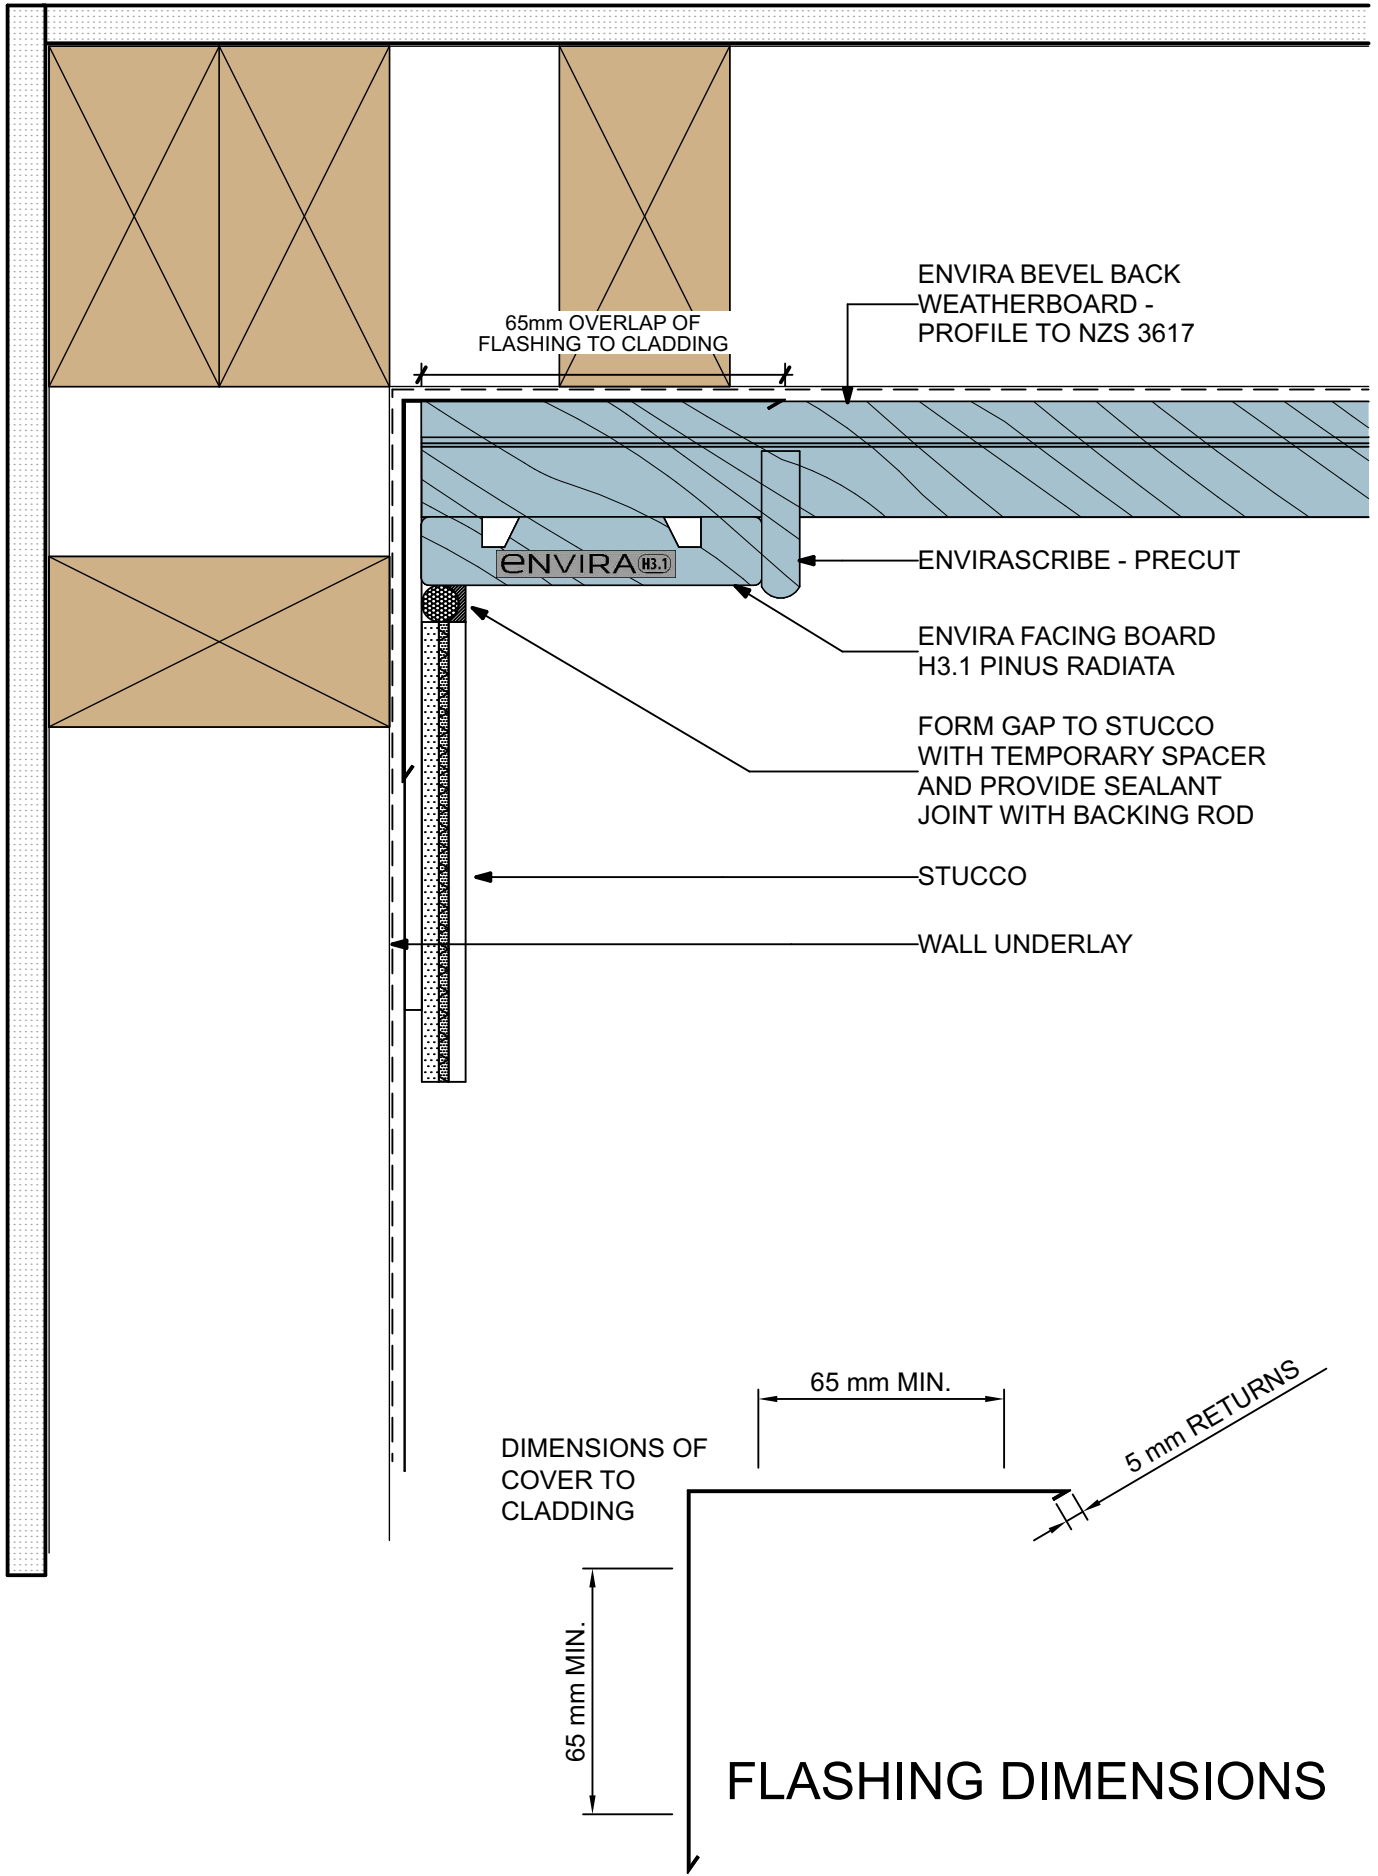 65mm OVERLAP OF
FLASHING TO CLADDING
ENVIRA BEVEL BACK
WEATHERBOARD -
PROFILE TO NZS 3617
eNVIRA H3.1
ENVIRASCRIBE - PRECUT
ENVIRA FACING BOARD
H3.1 PINUS RADIATA
FORM GAP TO STUCCO
WITH TEMPORARY SPACER
AND PROVIDE SEALANT
JOINT WITH BACKING ROD
STUCCO
WALL UNDERLAY
65 mm MIN.
5 mm RETURNS
DIMENSIONS OF
COVER TO
CLADDING
65 mm MIN.
FLASHING DIMENSIONS